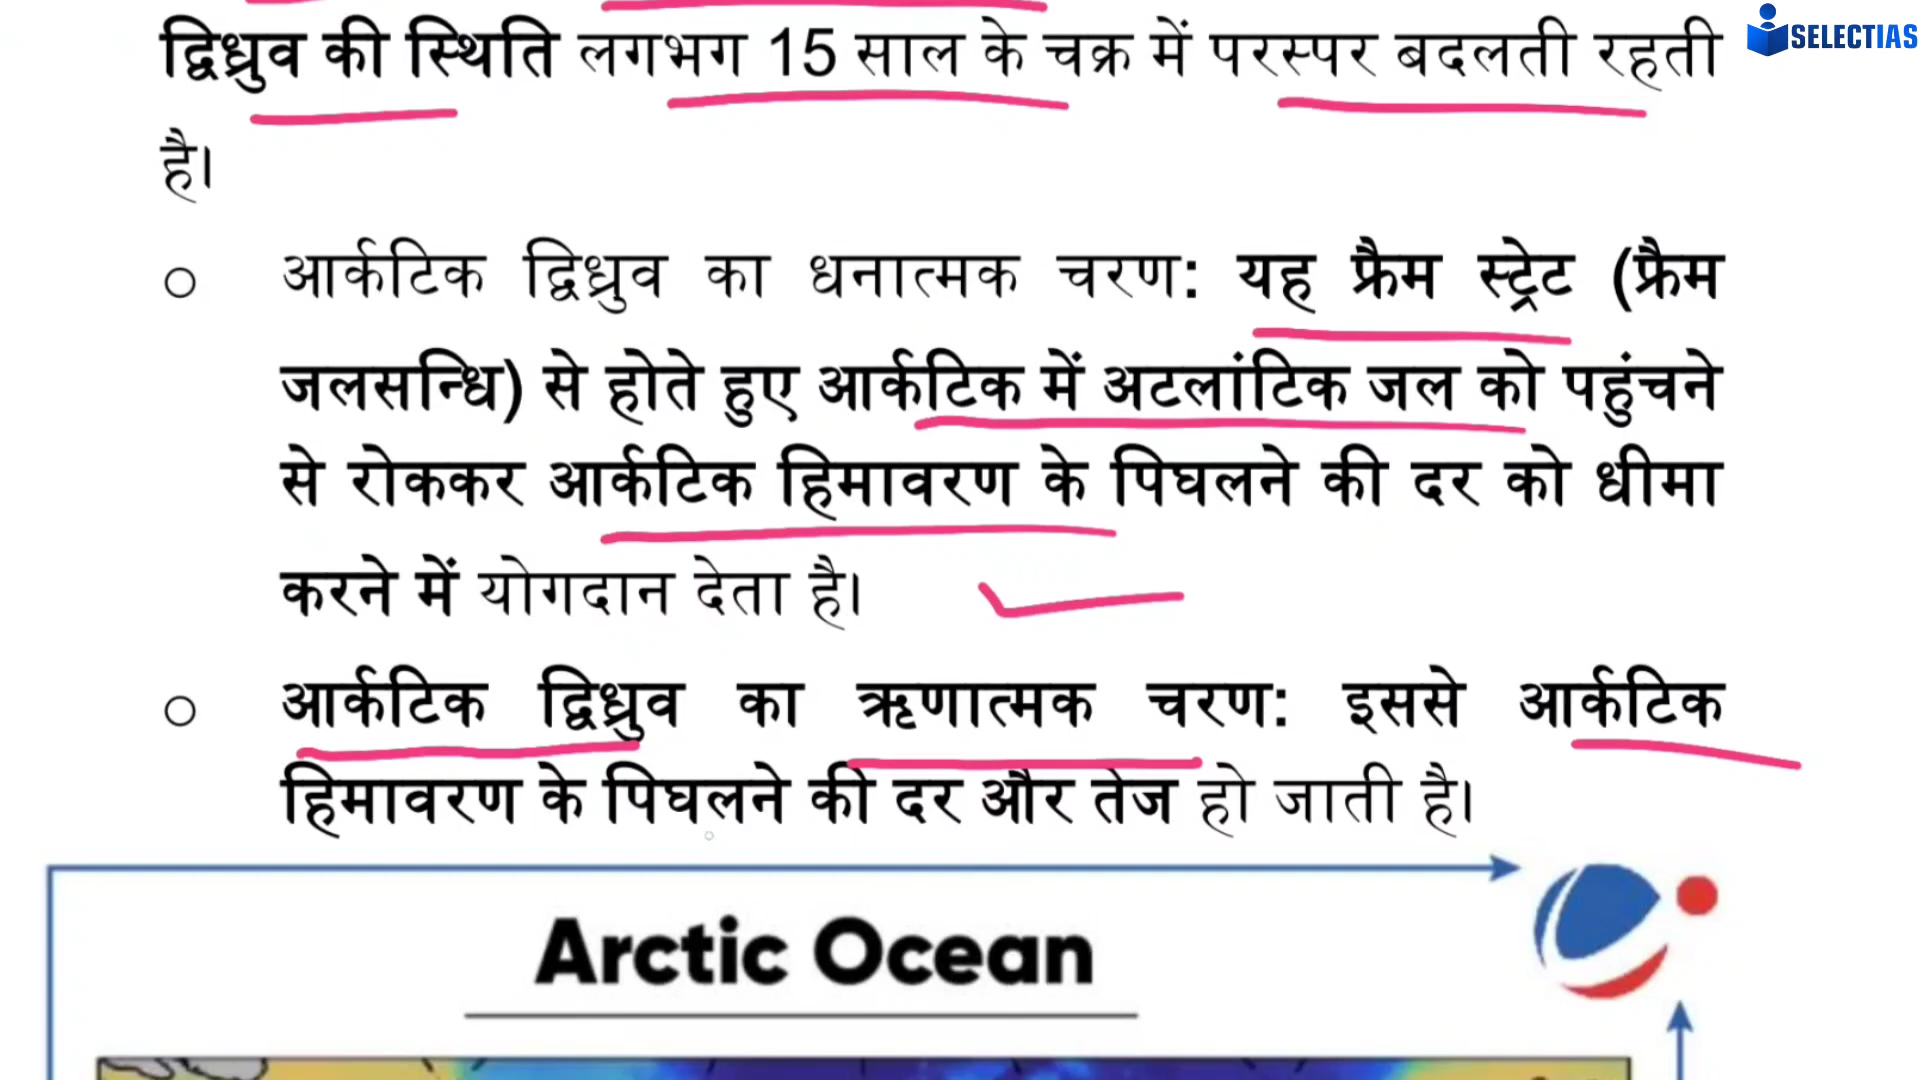 द्विध्रुव की स्थिति लगभग 15 साल के चक्र में परस्पर बदलती रहती
SELECTIAS
है।
○ आर्कटिक द्विध्रुव का धनात्मक चरण: यह फ्रैम स्ट्रेट (फ्रैम
जलसन्धि) से होते हुए आर्कटिक में अटलांटिक जल को पहुंचने
से रोककर आर्कटिक हिमावरण के पिघलने की दर को धीमा
करने में योगदान देता है।
○ आर्कटिक द्विध्रुव का ऋणात्मक चरण: इससे आर्कटिक
हिमावरण के पिघलने की दर और तेज हो जाती है।
Arctic Ocean